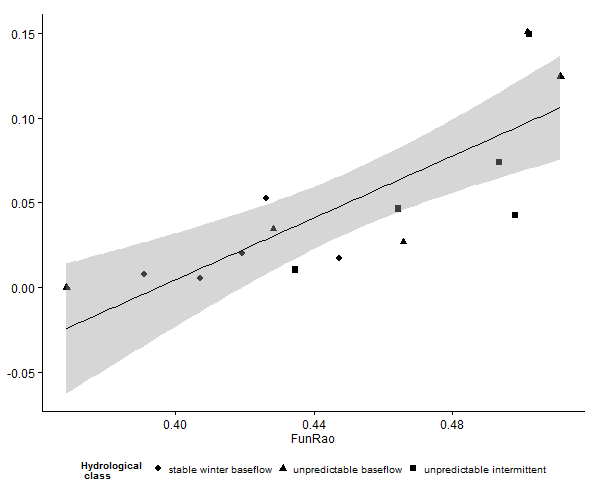 0.15
0.10
0.05
0.00
-0.05
0.40 0.44 0.48
FunRao
Hydrological
class
stable winter baseflow unpredictable baseflow unpredictable intermittent